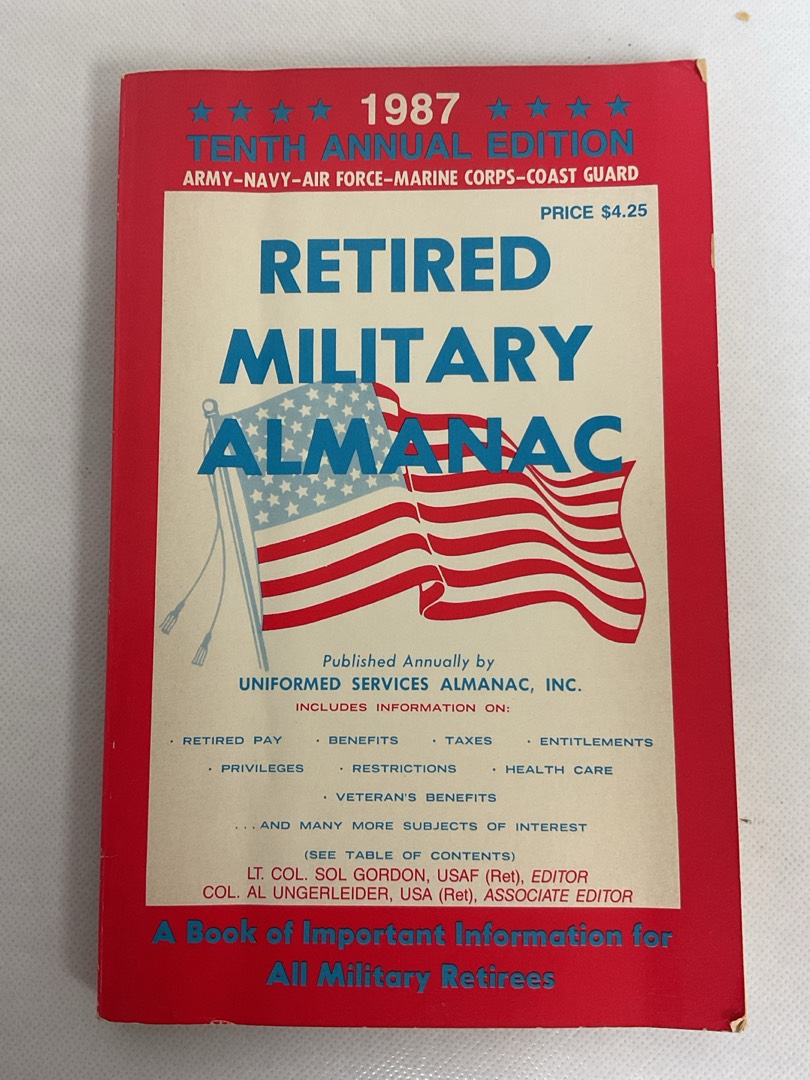 1987
TENTH ANNUAL EDITION
ARMY–NAVY–AIR FORCE–MARINE CORPS–COAST GUARD
PRICE $4.25
RETIRED
MILITARY
ALMANAC
Published Annually by
UNIFORMED SERVICES ALMANAC, INC.
INCLUDES INFORMATION ON:
· RETIRED PAY · BENEFITS · TAXES · ENTITLEMENTS
· PRIVILEGES · RESTRICTIONS · HEALTH CARE
· VETERAN'S BENEFITS
...AND MANY MORE SUBJECTS OF INTEREST
(SEE TABLE OF CONTENTS)
LT. COL. SOL GORDON, USAF (Ret), EDITOR
COL. AL UNGERLEIDER, USA (Ret), ASSOCIATE EDITOR
A Book of Important Information for
All Military Retirees